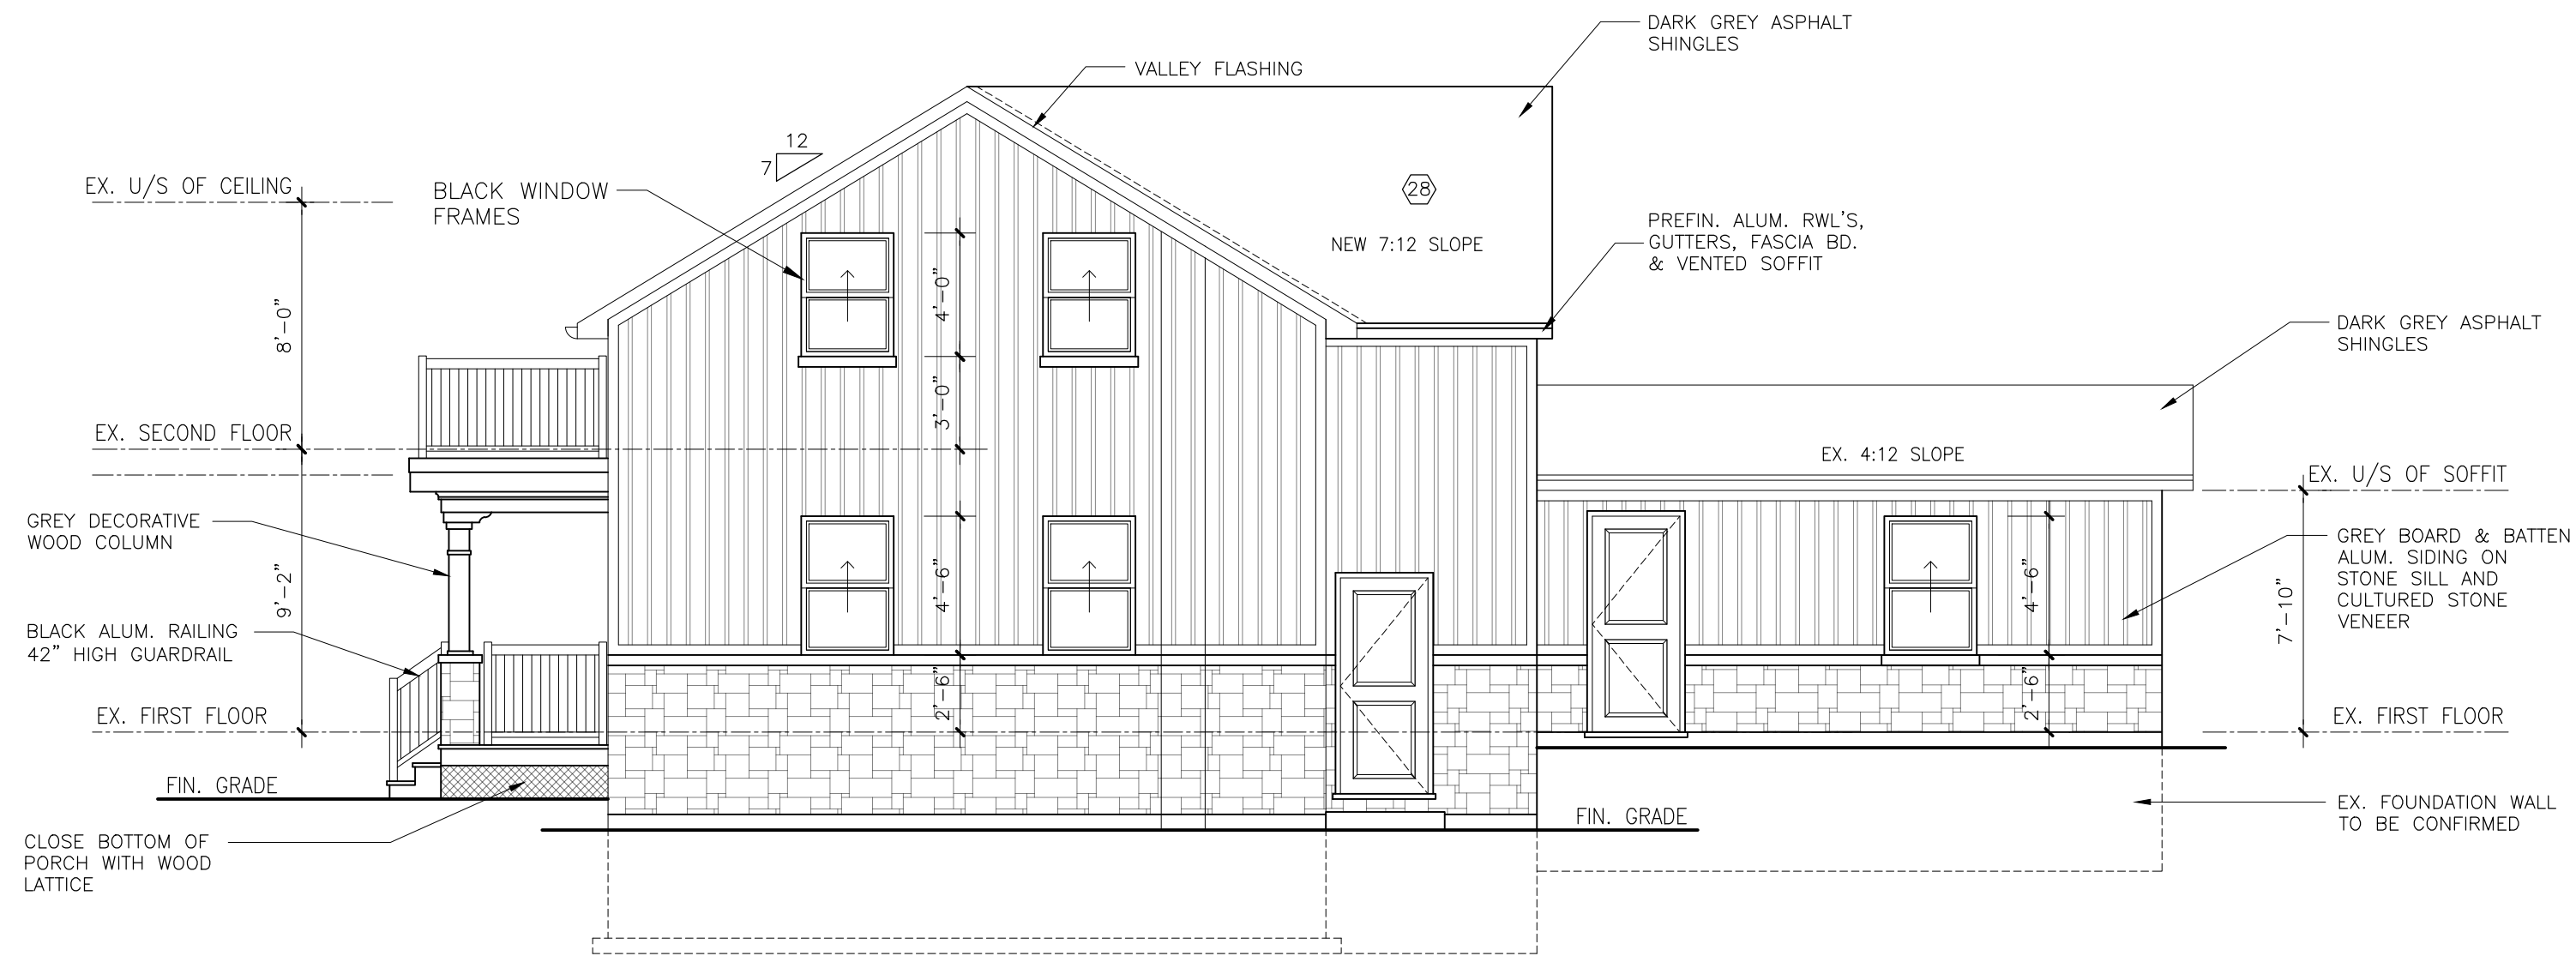 DARK GREY ASPHALT
SHINGLES
VALLEY FLASHING
12
7
EX. U/S OF CEILING
BLACK WINDOW
FRAMES
28
NEW 7:12 SLOPE
PREFIN. ALUM. RWL'S,
GUTTERS, FASCIA BD.
& VENTED SOFFIT
8'-0"
4'-0"
3'-0"
DARK GREY ASPHALT
SHINGLES
EX. SECOND FLOOR
EX. 4:12 SLOPE
EX. U/S OF SOFFIT
GREY DECORATIVE
WOOD COLUMN
9'-2"
4'-6"
4'-6"
7'-10"
GREY BOARD & BATTEN
ALUM. SIDING ON
STONE SILL AND
CULTURED STONE
VENEER
BLACK ALUM. RAILING
42" HIGH GUARDRAIL
2'-6"
2'-6"
EX. FIRST FLOOR
EX. FIRST FLOOR
FIN. GRADE
FIN. GRADE
EX. FOUNDATION WALL
TO BE CONFIRMED
CLOSE BOTTOM OF
PORCH WITH WOOD
LATTICE